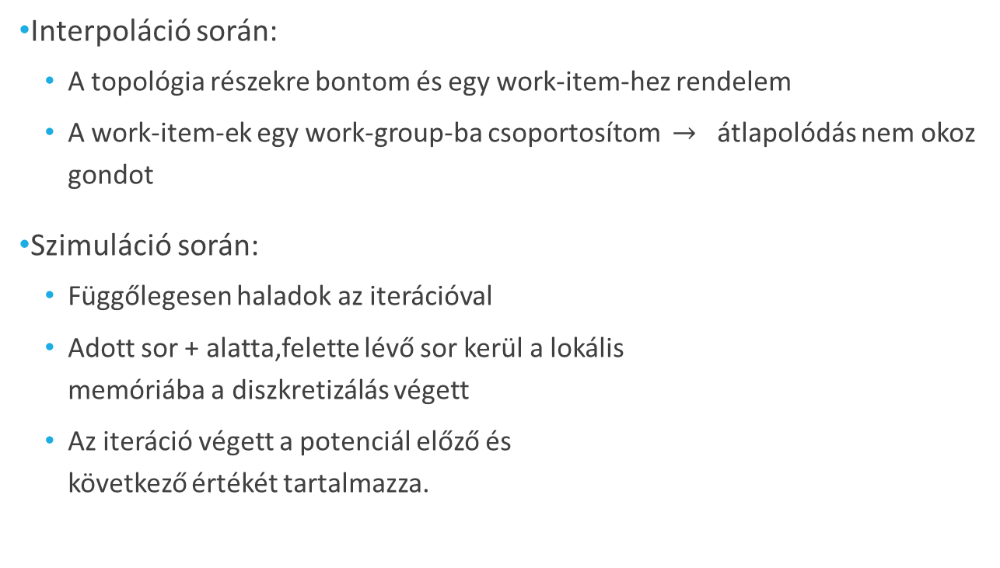 •Interpoláció során:
• A topológia részekre bontom és egy work-item-hez rendelem
• A work-item-ek egy work-group-ba csoportosítom → átlapolódás nem okoz
gondot
•Szimuláció során:
• Függőlegesen haladok az iterációval
• Adott sor + alatta,felette lévő sor kerül a lokális
memóriába a diszkretizálás végett
• Az iteráció végett a potenciál előző és
következő értékét tartalmazza.